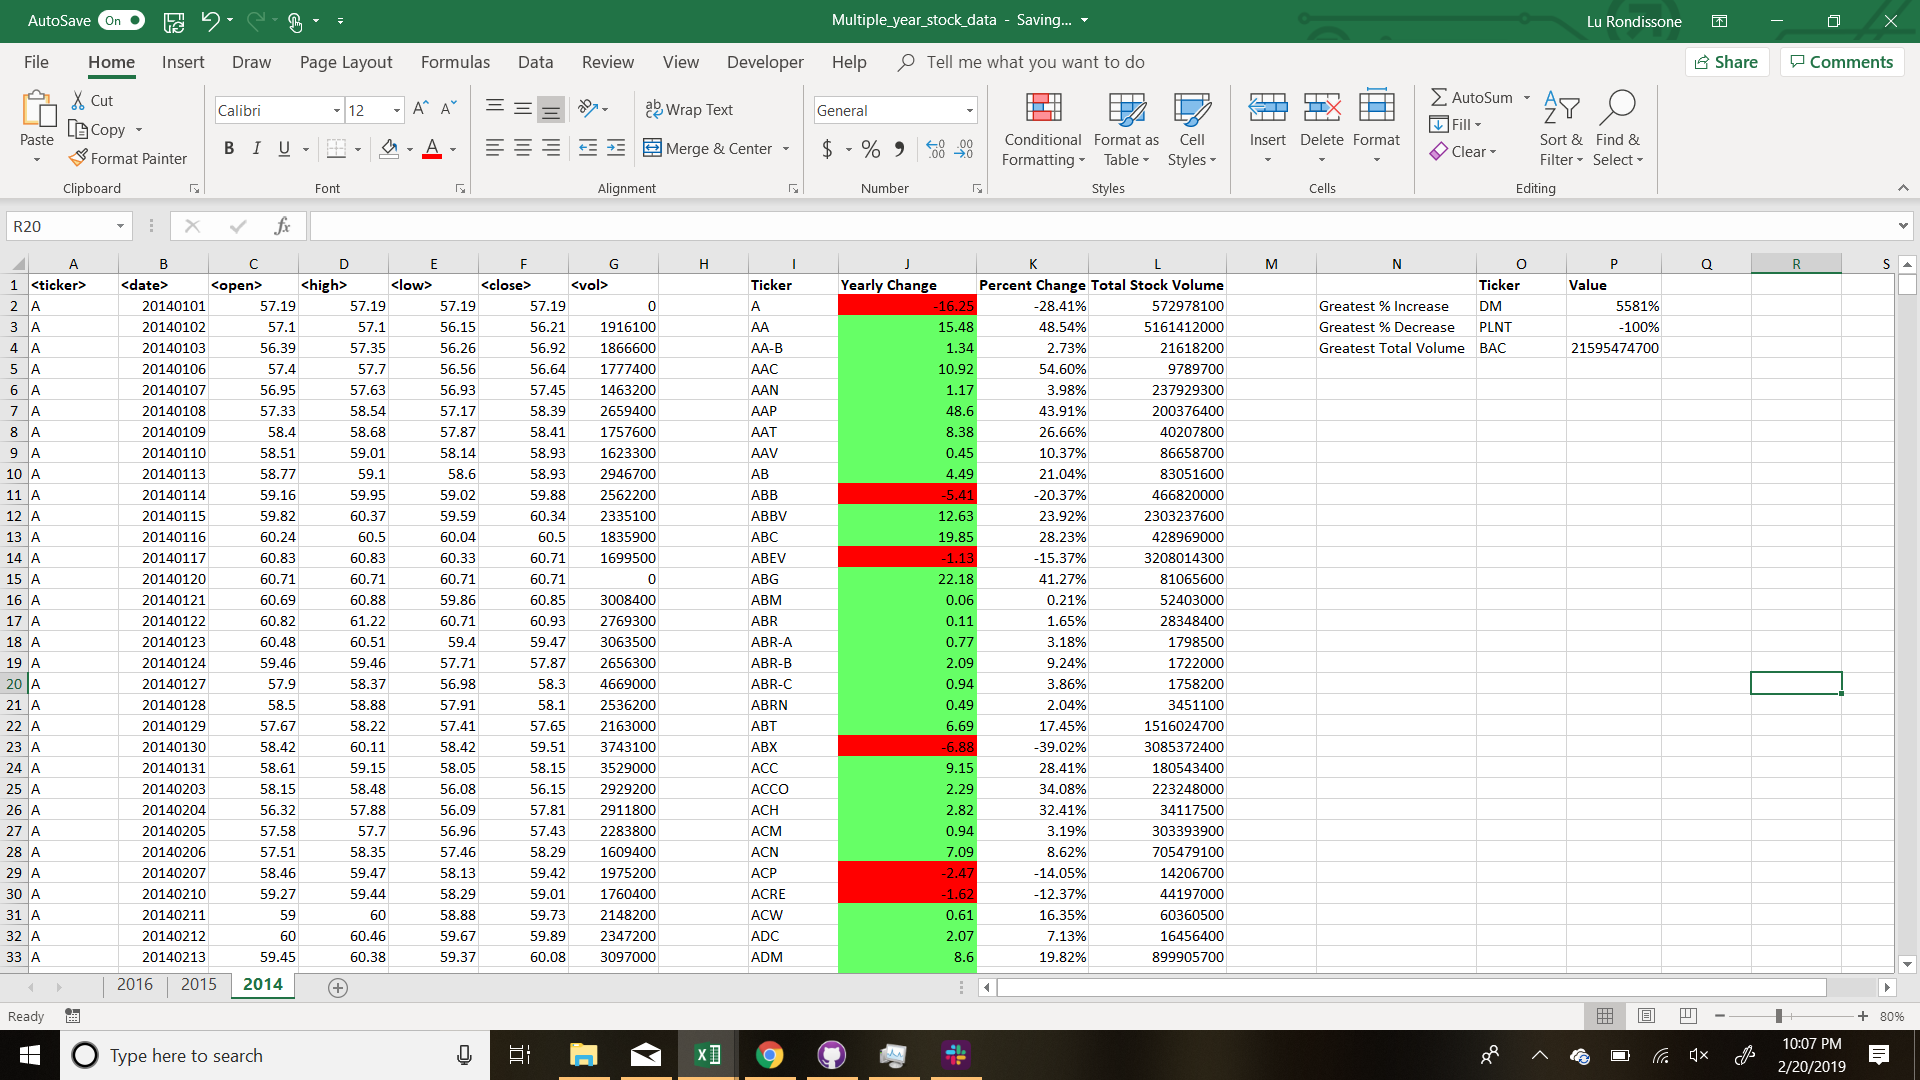 AutoSave On Multiple_year_stock_data - Saving... Lu Rondissone
File Home Insert Draw Page Layout Formulas Data Review View Developer Help Tell me what you want to do Share Comments
Paste Cut Copy Format Painter Clipboard
Calibri 12 A A B I U A Font
ab Wrap Text Merge & Center Alignment
General $ % Number
Conditional Formatting Format as Table Cell Styles Styles
Insert Delete Format Cells
AutoSum Fill Clear Sort & Filter Find & Select Editing
R20 fx
A B C D E F G H I J K L M N O P Q R S
1 <ticker> <date> <open> <high> <low> <close> <vol> Ticker Yearly Change Percent Change Total Stock Volume Ticker Value
2 A 20140101 57.19 57.19 57.19 57.19 0 A -16.25 -28.41% 572978100 Greatest % Increase DM 5581%
3 A 20140102 57.1 57.1 56.15 56.21 1916100 AA 15.48 48.54% 5161412000 Greatest % Decrease PLNT -100%
4 A 20140103 56.39 57.35 56.26 56.92 1866600 AA-B 1.34 2.73% 21618200 Greatest Total Volume BAC 21595474700
5 A 20140106 57.4 57.7 56.56 56.64 1777400 AAC 10.92 54.60% 9789700
6 A 20140107 56.95 57.63 56.93 57.45 1463200 AAN 1.17 3.98% 237929300
7 A 20140108 57.33 58.54 57.17 58.39 2659400 AAP 48.6 43.91% 200376400
8 A 20140109 58.4 58.68 57.87 58.41 1757600 AAT 8.38 26.66% 40207800
9 A 20140110 58.51 59.01 58.14 58.93 1623300 AAV 0.45 10.37% 86658700
10 A 20140113 58.77 59.1 58.6 58.93 2946700 AB 4.49 21.04% 83051600
11 A 20140114 59.16 59.95 59.02 59.88 2562200 ABB -5.41 -20.37% 466820000
12 A 20140115 59.82 60.37 59.59 60.34 2335100 ABBV 12.63 23.92% 2303237600
13 A 20140116 60.24 60.5 60.04 60.5 1835900 ABC 19.85 28.23% 428969000
14 A 20140117 60.83 60.83 60.33 60.71 1699500 ABEV -1.13 -15.37% 3208014300
15 A 20140120 60.71 60.71 60.71 60.71 0 ABG 22.18 41.27% 81065600
16 A 20140121 60.69 60.88 59.86 60.85 3008400 ABM 0.06 0.21% 52403000
17 A 20140122 60.82 61.22 60.71 60.93 2769300 ABR 0.11 1.65% 28348400
18 A 20140123 60.48 60.51 59.4 59.47 3063500 ABR-A 0.77 3.18% 1798500
19 A 20140124 59.46 59.46 57.71 57.87 2656300 ABR-B 2.09 9.24% 1722000
20 A 20140127 57.9 58.37 56.98 58.3 4669000 ABR-C 0.94 3.86% 1758200
21 A 20140128 58.5 58.88 57.91 58.1 2536200 ABRN 0.49 2.04% 3451100
22 A 20140129 57.67 58.22 57.41 57.65 2163000 ABT 6.69 17.45% 1516024700
23 A 20140130 58.42 60.11 58.42 59.51 3743100 ABX -6.88 -39.02% 3085372400
24 A 20140131 58.61 59.15 58.05 58.15 3529000 ACC 9.15 28.41% 180543400
25 A 20140203 58.15 58.48 56.08 56.15 2929200 ACCO 2.29 34.08% 223248000
26 A 20140204 56.32 57.88 56.09 57.81 2911800 ACH 2.82 32.41% 34117500
27 A 20140205 57.58 57.7 56.96 57.43 2283800 ACM 0.94 3.19% 303393900
28 A 20140206 57.51 58.35 57.46 58.29 1609400 ACN 7.09 8.62% 705479100
29 A 20140207 58.46 59.47 58.13 59.42 1975200 ACP -2.47 -14.05% 14206700
30 A 20140210 59.27 59.44 58.29 59.01 1760400 ACRE -1.62 -12.37% 44197000
31 A 20140211 59 60 58.88 59.73 2148200 ACW 0.61 16.35% 60360500
32 A 20140212 60 60.46 59.67 59.89 2347200 ADC 2.07 7.13% 16456400
33 A 20140213 59.45 60.38 59.37 60.08 3097000 ADM 8.6 19.82% 899905700
2016 2015 2014
Ready 80%
Type here to search 10:07 PM
2/20/2019